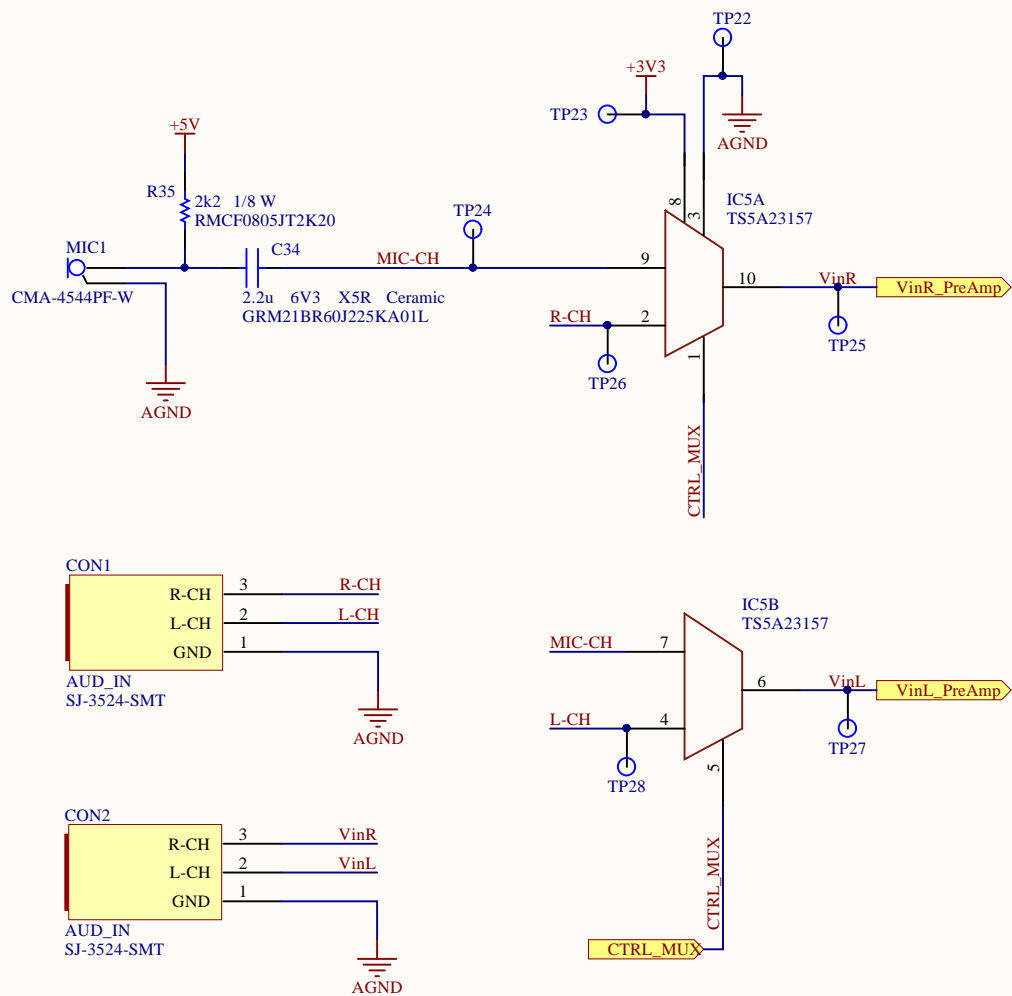 TP22
+3V3
TP23
AGND
+5V
R35
2k2 1/8 W
RMCF0805JT2K20
8
3
IC5A
TS5A23157
TP24
MIC1
C34
MIC-CH
9
10
VinR
VinR_PreAmp
CMA-4544PF-W
2.2u 6V3 X5R Ceramic
GRM21BR60J225KA01L
R-CH
2
TP25
1
TP26
AGND
CTRL_MUX
CON1
R-CH
3
R-CH
L-CH
2
L-CH
GND
1
AUD_IN
SJ-3524-SMT
AGND
IC5B
TS5A23157
MIC-CH
7
6
VinL
VinL_PreAmp
L-CH
4
TP27
5
TP28
CTRL_MUX
CTRL_MUX
CON2
R-CH
3
VinR
L-CH
2
VinL
GND
1
AUD_IN
SJ-3524-SMT
AGND